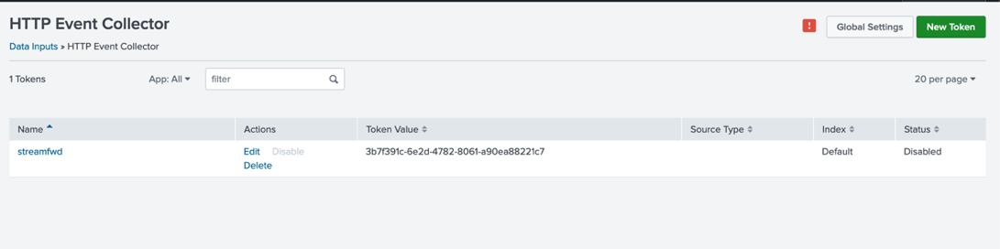 HTTP Event Collector
! Global Settings New Token
Data Inputs » HTTP Event Collector
1 Tokens App: All filter 20 per page
Name Actions Token Value Source Type Index Status
streamfwd Edit Disable 3b7f391c-6e2d-4782-8061-a90ea88221c7 Default Disabled
Delete